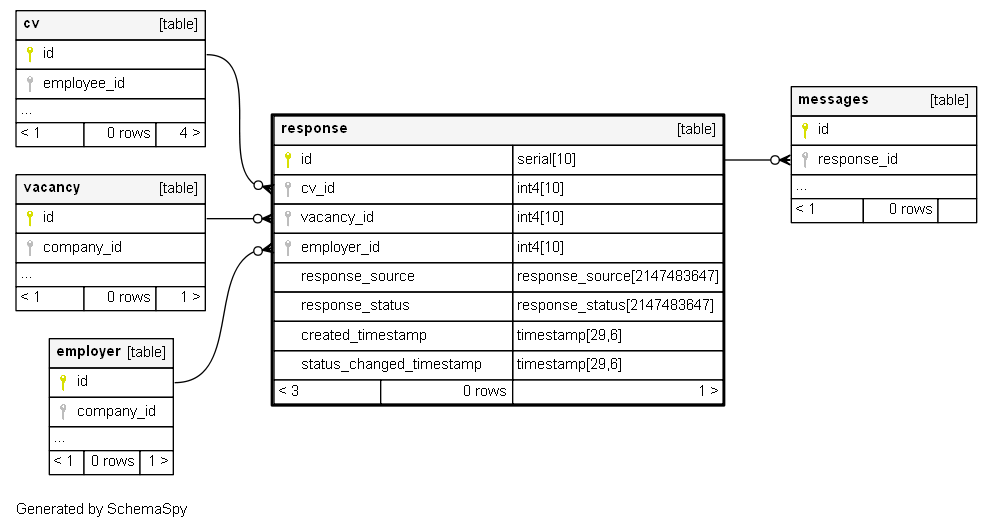 cv [table]
id
employee_id
...
< 1 0 rows 4 >
vacancy [table]
id
company_id
...
< 1 0 rows 1 >
employer [table]
id
company_id
...
< 1 0 rows 1 >
response [table]
id serial[10]
cv_id int4[10]
vacancy_id int4[10]
employer_id int4[10]
response_source response_source[2147483647]
response_status response_status[2147483647]
created_timestamp timestamp[29,6]
status_changed_timestamp timestamp[29,6]
< 3 0 rows 1 >
messages [table]
id
response_id
...
< 1 0 rows
Generated by SchemaSpy